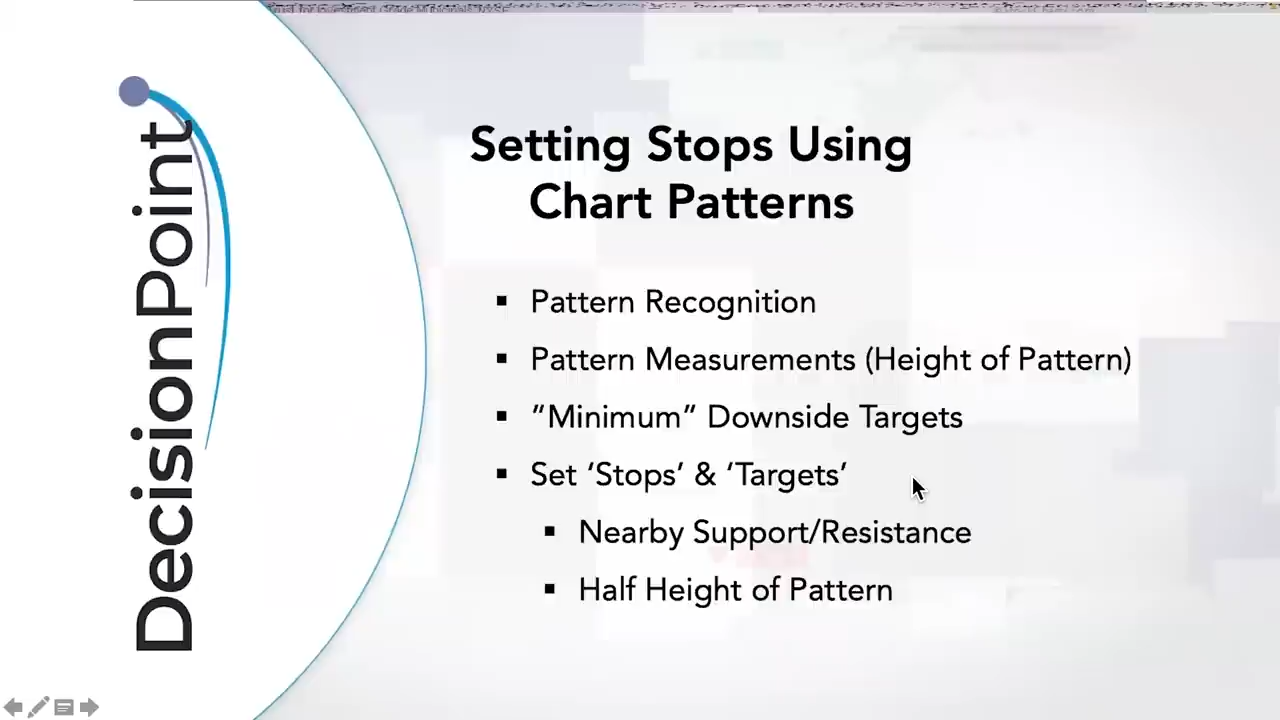 DecisionPoint
Setting Stops Using
Chart Patterns
▪ Pattern Recognition
▪ Pattern Measurements (Height of Pattern)
▪ ”Minimum” Downside Targets
▪ Set ‘Stops’ & ‘Targets’
▪ Nearby Support/Resistance
▪ Half Height of Pattern